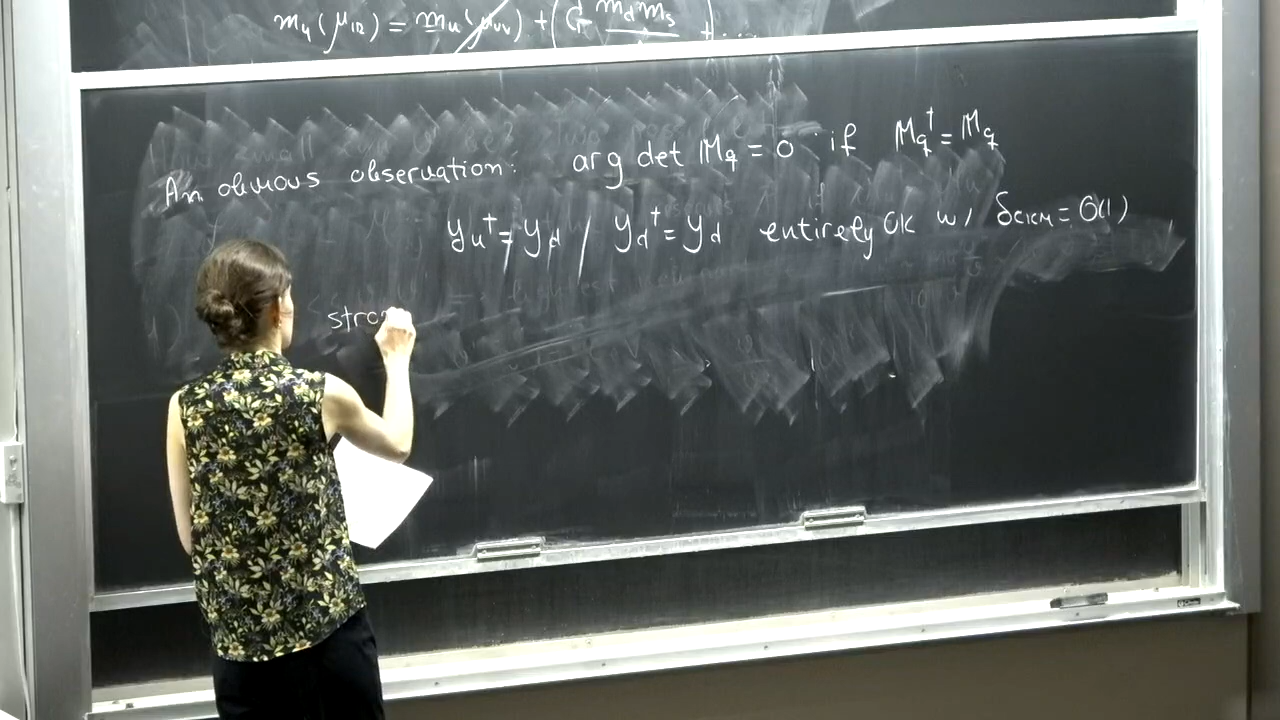 m_u(μ_IR) = m_u(μ_UV) + ( m_d m_s + ...
An obvious observation: arg det M_q = 0 if M_q† = M_q
y_u† = y_d / y_d† = y_d entirely OK w/ δ_CKM = O(1)
stro